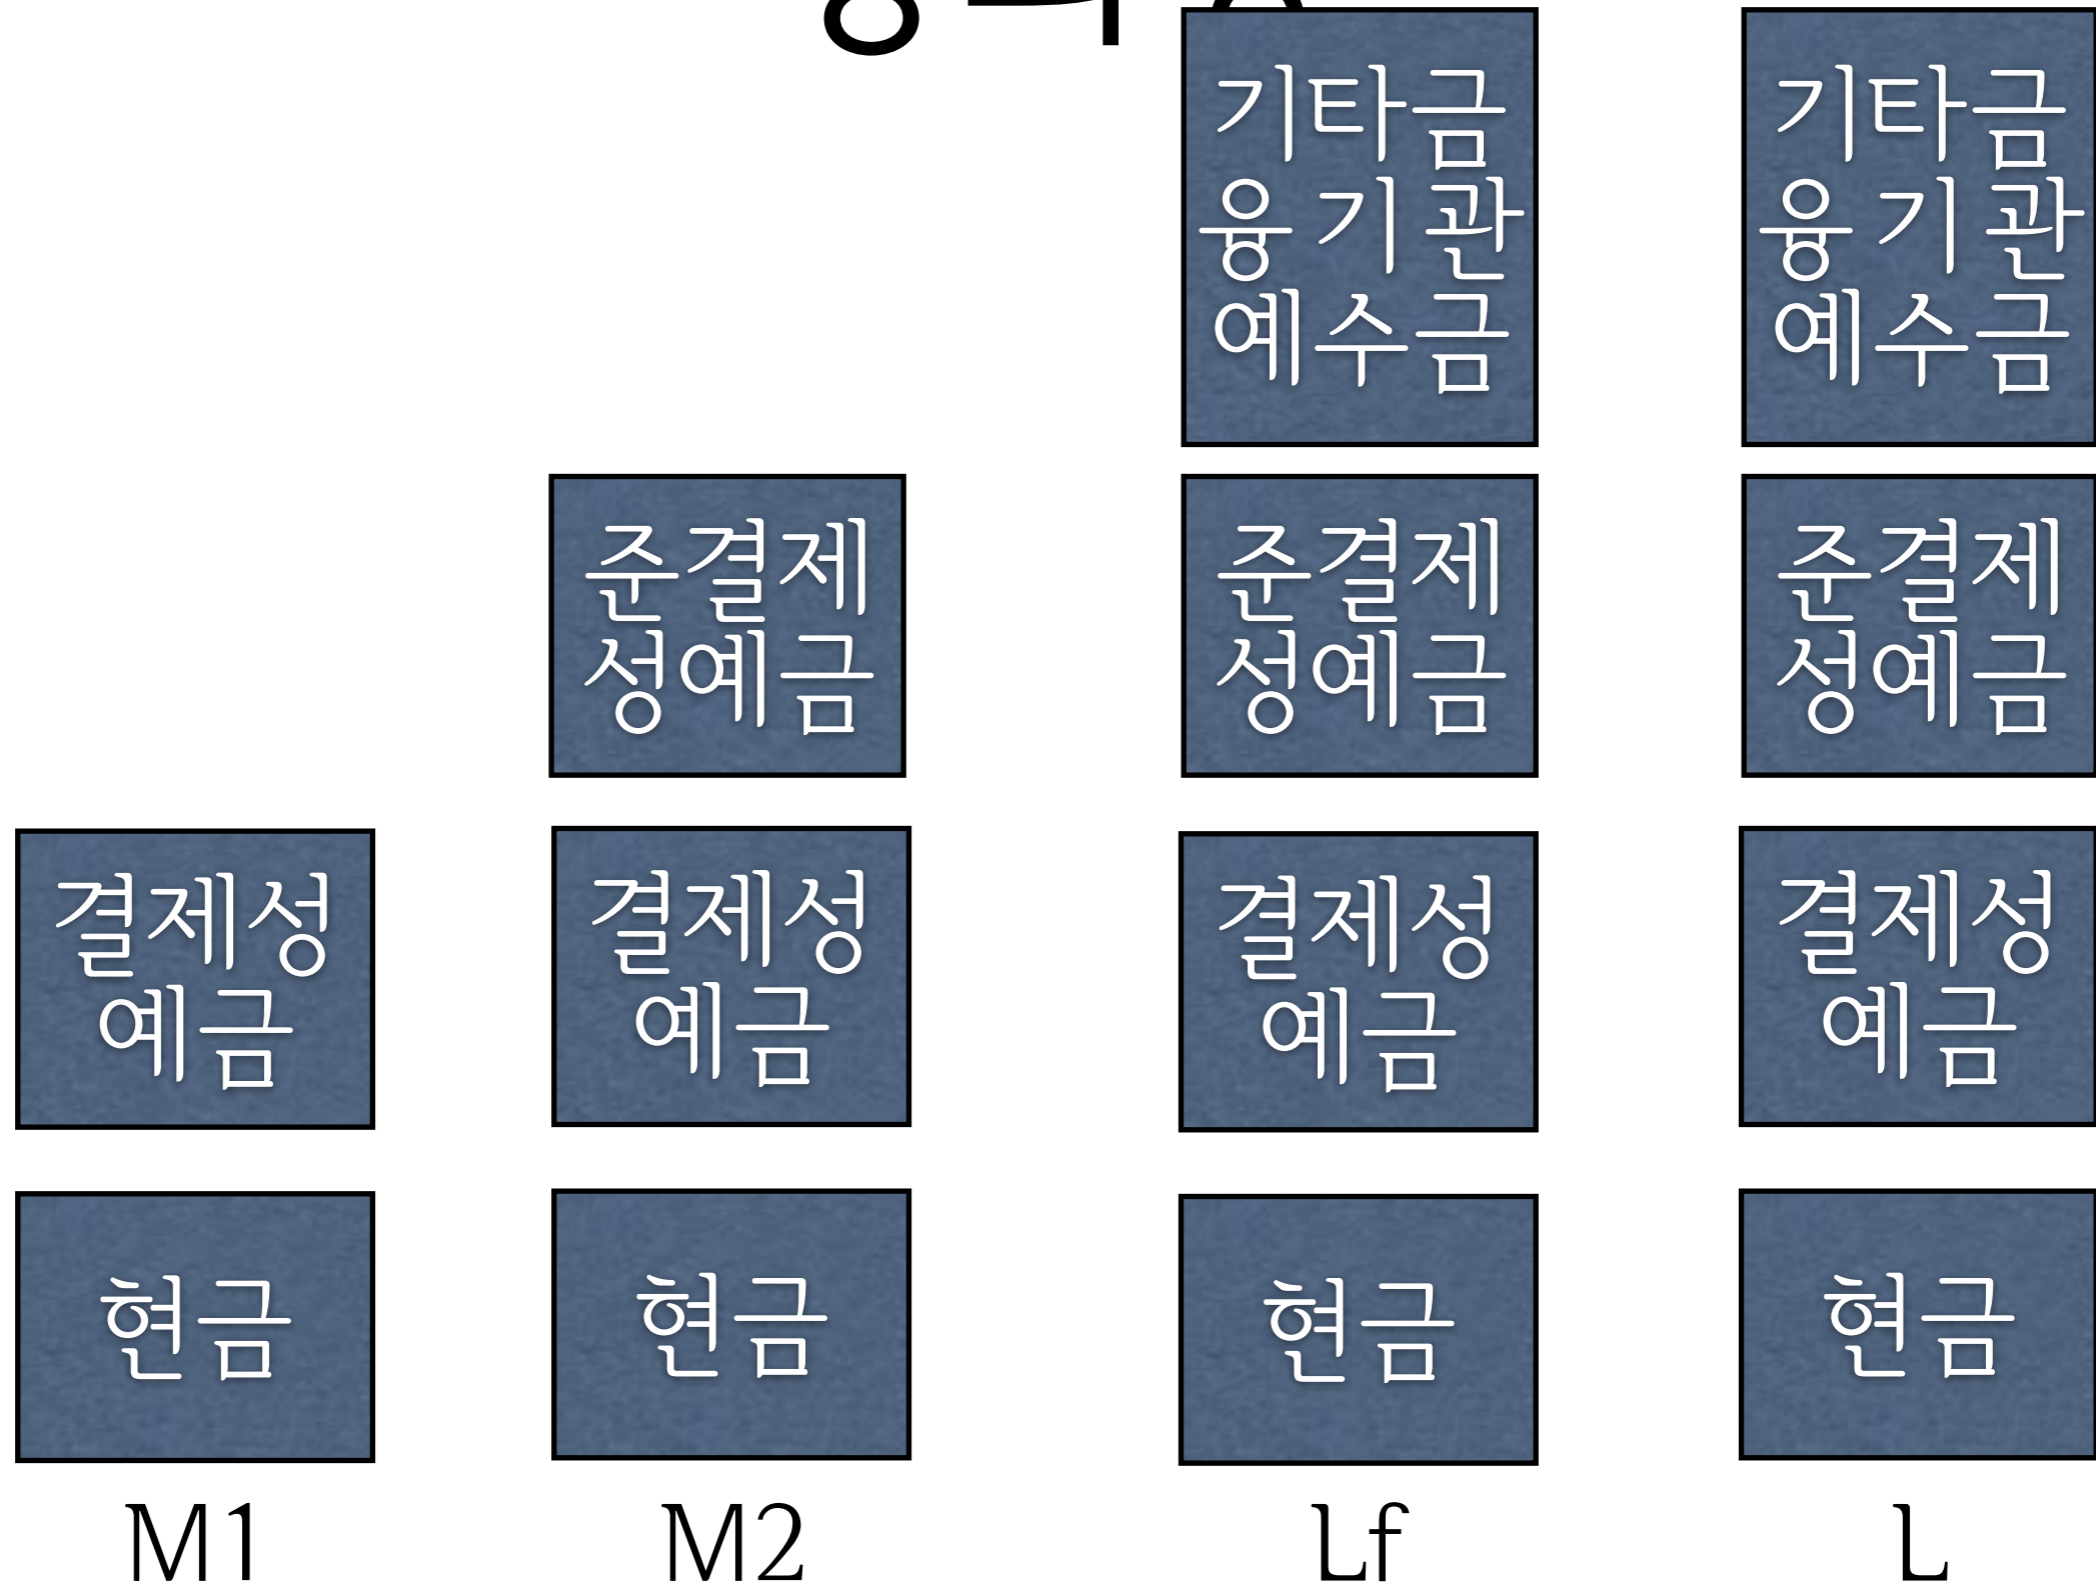 기타금
융기관
예수금
기타금
융기관
예수금
준결제
성예금
준결제
성예금
준결제
성예금
결제성
예금
결제성
예금
결제성
예금
결제성
예금
현금
현금
현금
현금
M1
M2
Lf
L